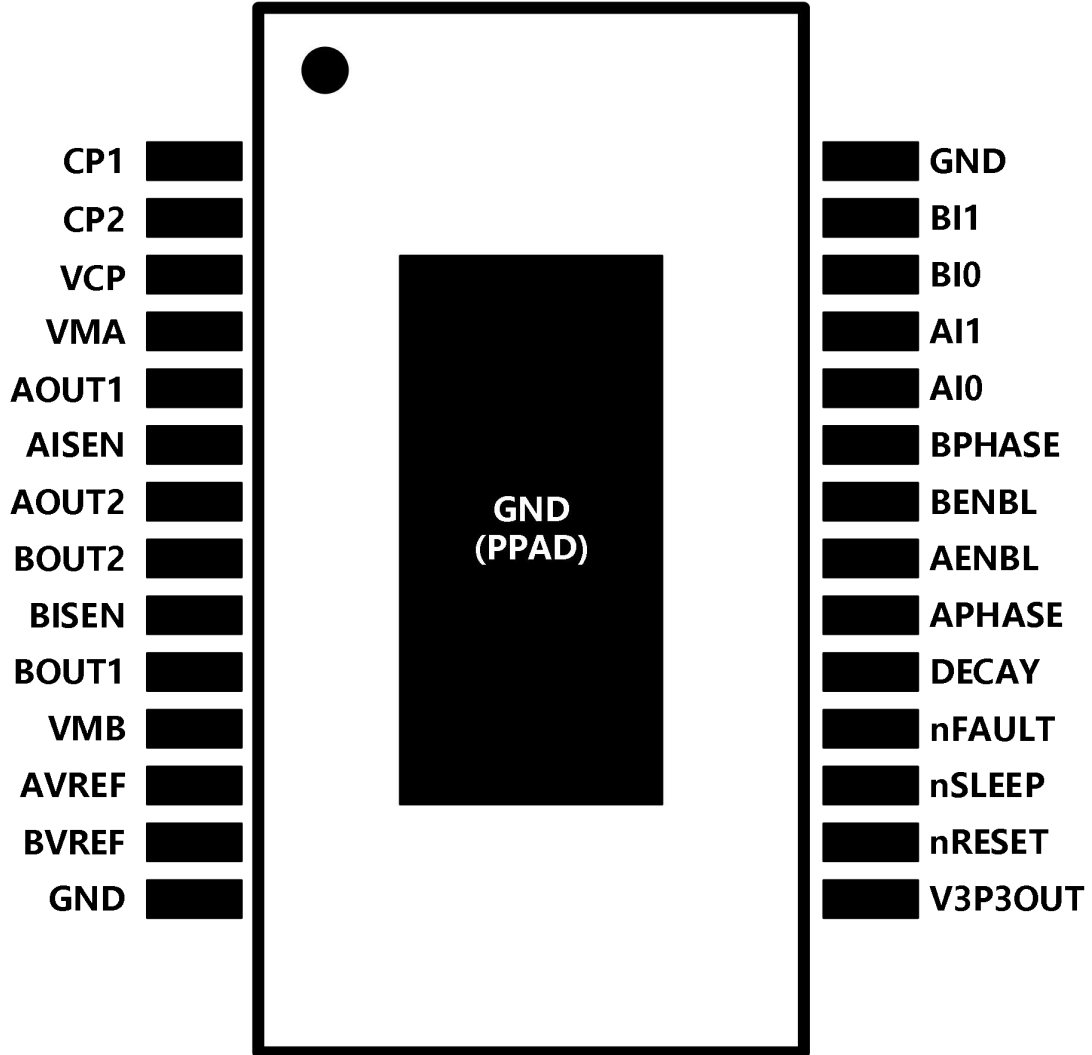 CP1
CP2
VCP
VMA
AOUT1
AISEN
AOUT2
BOUT2
BISEN
BOUT1
VMB
AVREF
BVREF
GND
GND
(PPAD)
GND
BI1
BI0
AI1
AI0
BPHASE
BENBL
AENBL
APHASE
DECAY
nFAULT
nSLEEP
nRESET
V3P3OUT